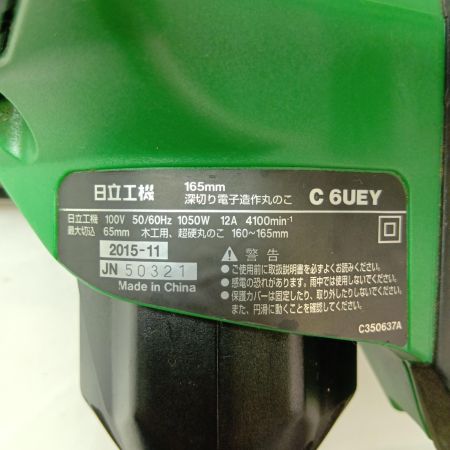 日立工機 165mm 深切り電子造作丸のこ C 6UEY
日立工機 100V 50/60Hz 1050W 12A 4100min⁻¹
最大切込 65mm 木工用、超硬丸のこ 160～165mm
2015-11
JN 50321
Made in China
警告
●ご使用前に取扱説明書を必ずよくお読みください。
●感電の恐れがあります。雨中では使用しないでください。
●保護カバーは固定したり、取り外したりしないでください。
また、円滑に動くことを確認してください。
C350637A